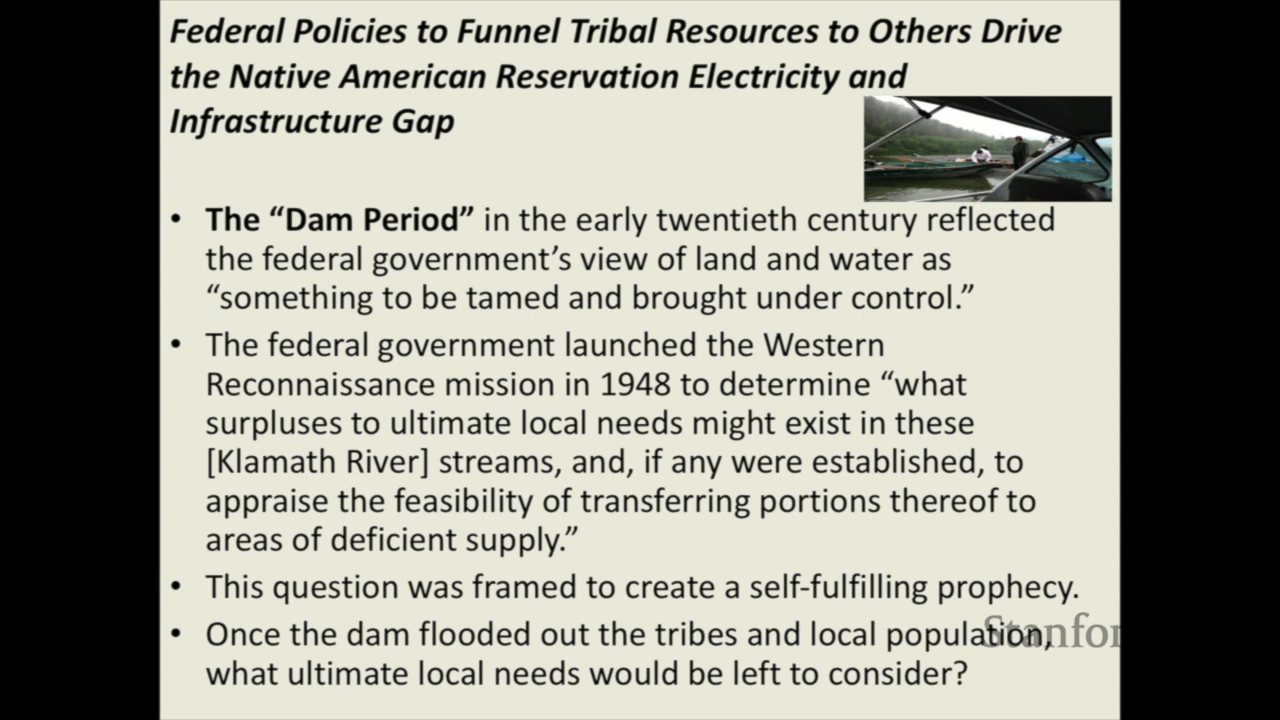 Federal Policies to Funnel Tribal Resources to Others Drive
the Native American Reservation Electricity and
Infrastructure Gap
• The “Dam Period” in the early twentieth century reflected
the federal government’s view of land and water as
“something to be tamed and brought under control.”
• The federal government launched the Western
Reconnaissance mission in 1948 to determine “what
surpluses to ultimate local needs might exist in these
[Klamath River] streams, and, if any were established, to
appraise the feasibility of transferring portions thereof to
areas of deficient supply.”
• This question was framed to create a self-fulfilling prophecy.
• Once the dam flooded out the tribes and local population,
what ultimate local needs would be left to consider?
Stanfor